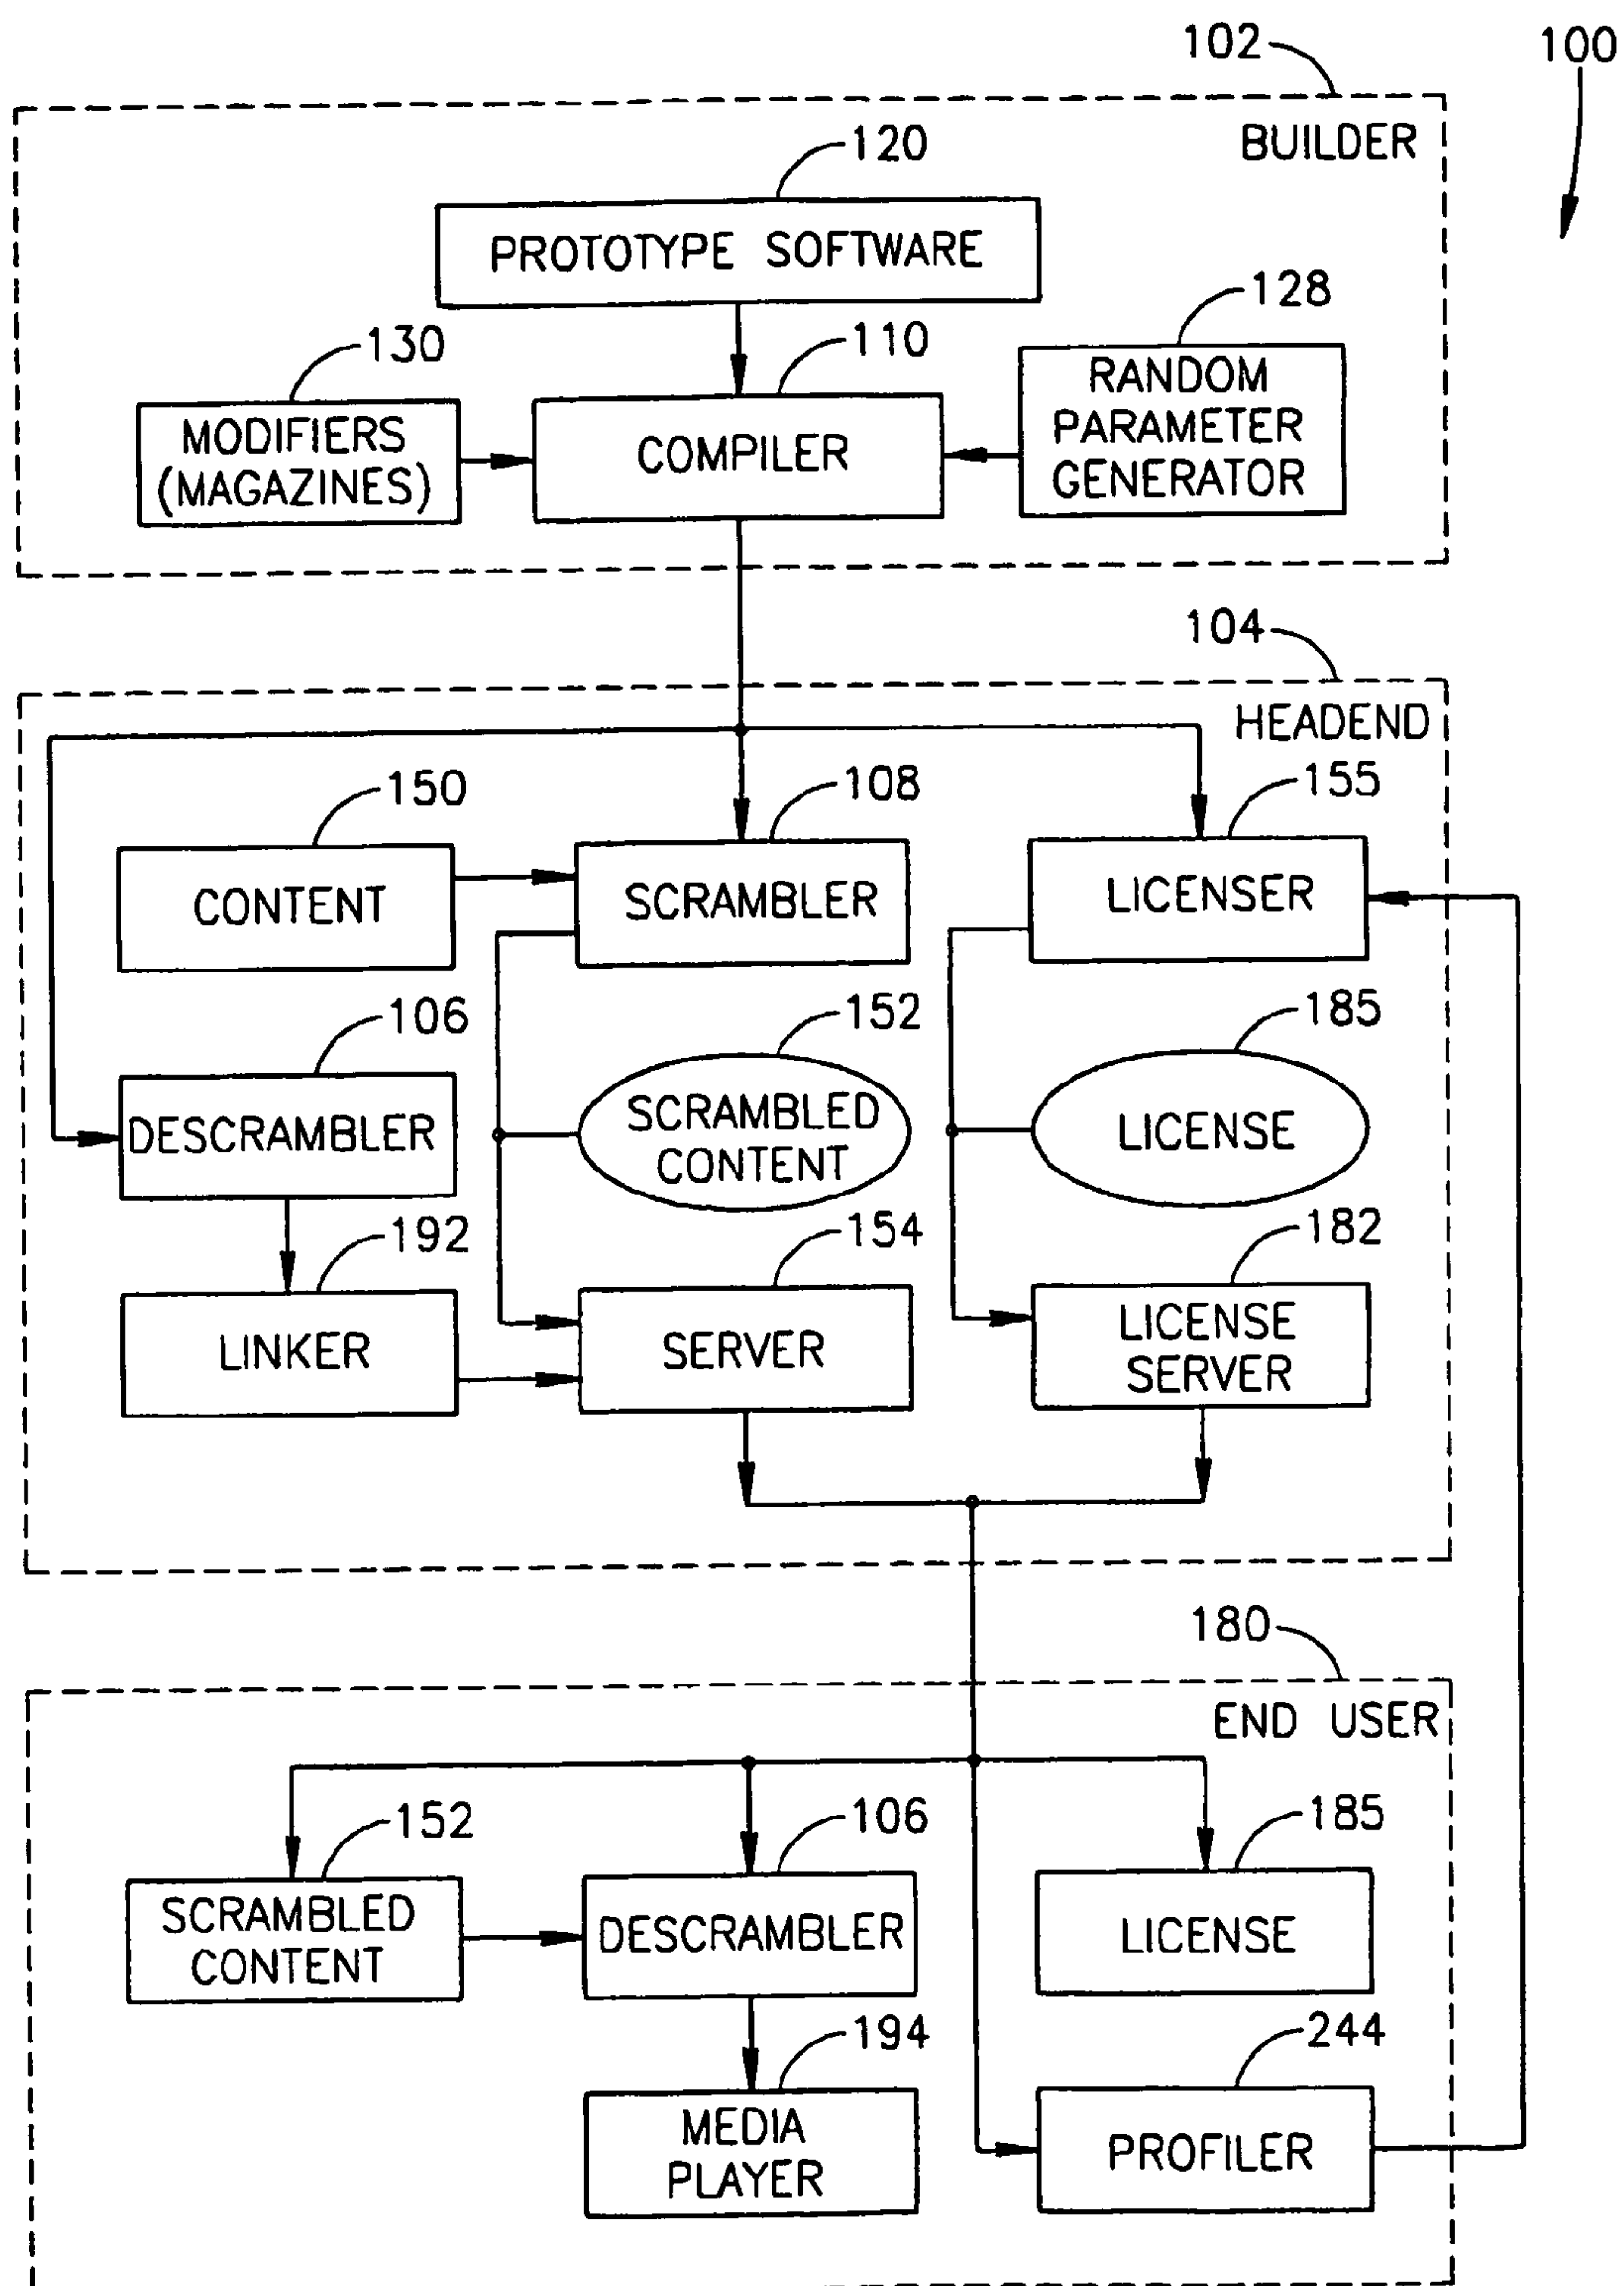 102
100
BUILDER
120
PROTOTYPE SOFTWARE
128
130
110
RANDOM
PARAMETER
GENERATOR
MODIFIERS
(MAGAZINES)
COMPILER
104
HEADEND
150
108
155
CONTENT
SCRAMBLER
LICENSER
106
152
185
DESCRAMBLER
SCRAMBLED
CONTENT
LICENSE
192
154
182
LINKER
SERVER
LICENSE
SERVER
180
END USER
152
106
185
SCRAMBLED
CONTENT
DESCRAMBLER
LICENSE
194
244
MEDIA
PLAYER
PROFILER